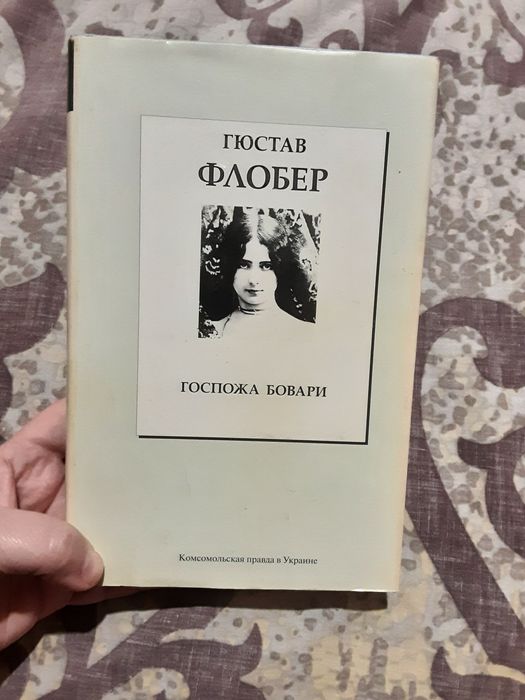 ГЮСТАВ
ФЛОБЕР
ГОСПОЖА БОВАРИ
Комсомольская правда в Украине